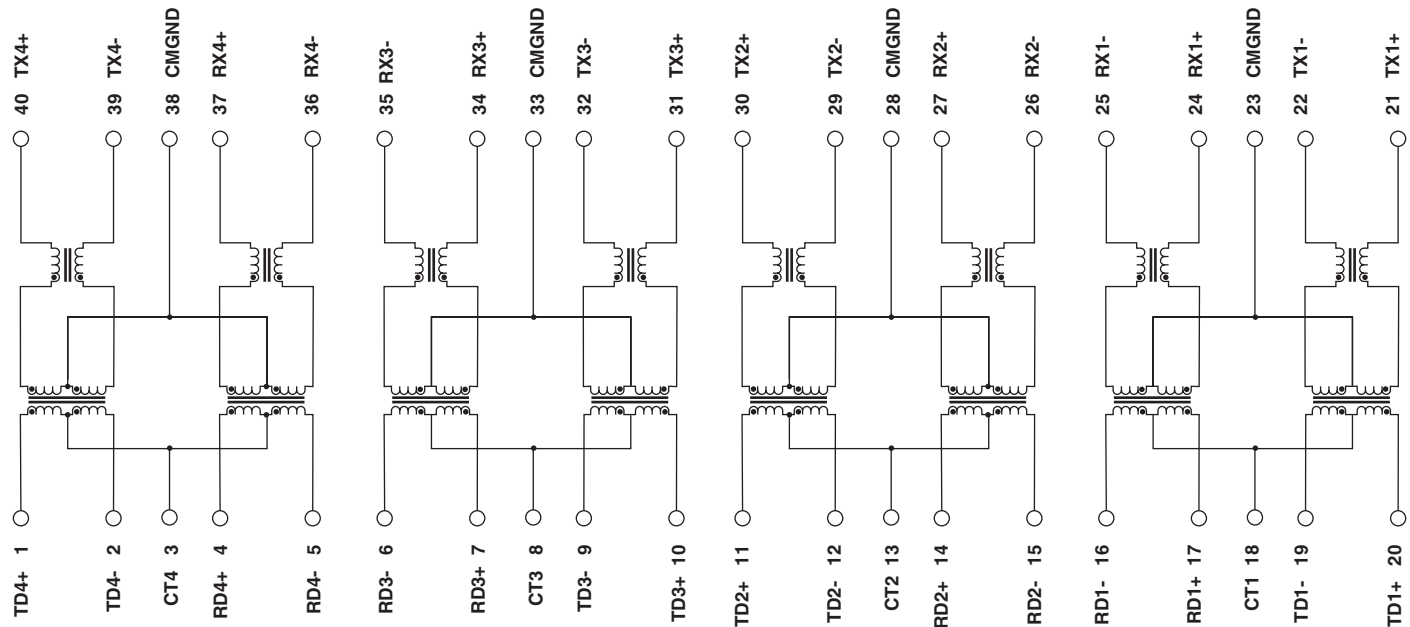 40 TX4+
39 TX4-
38 CMGND
37 RX4+
36 RX4-
35 RX3-
34 RX3+
33 CMGND
32 TX3-
31 TX3+
30 TX2+
29 TX2-
28 CMGND
27 RX2+
26 RX2-
25 RX1-
24 RX1+
23 CMGND
22 TX1-
21 TX1+
TD4+ 1
TD4- 2
CT4 3
RD4+ 4
RD4- 5
RD3- 6
RD3+ 7
CT3 8
TD3- 9
TD3+ 10
TD2+ 11
TD2- 12
CT2 13
RD2+ 14
RD2- 15
RD1- 16
RD1+ 17
CT1 18
TD1- 19
TD1+ 20